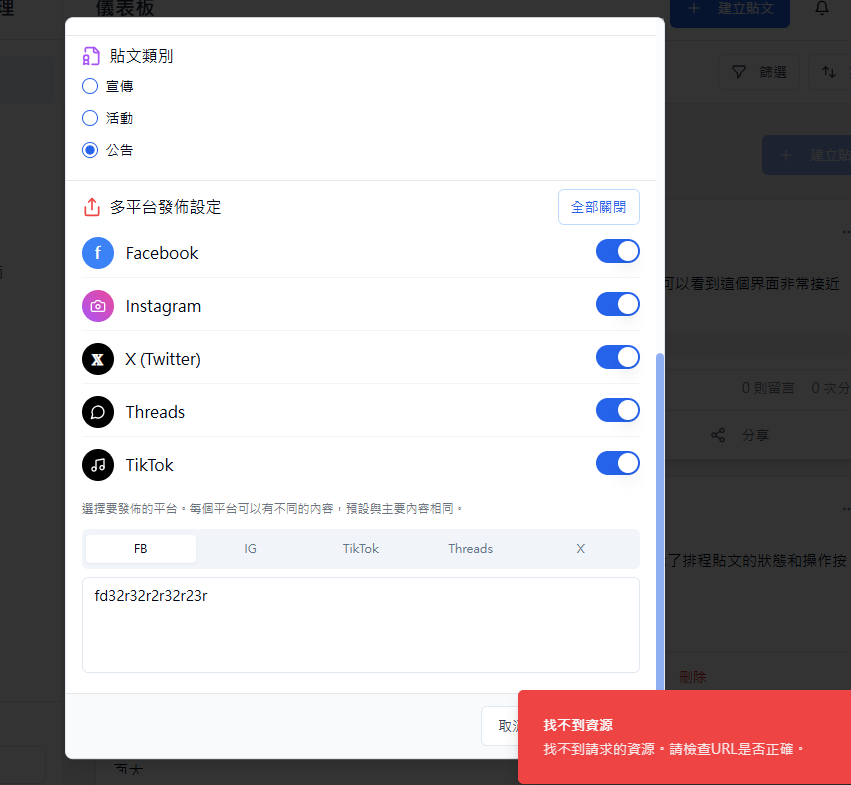 理
儀表板
建立貼文
貼文類別
宣傳
活動
公告
篩選
建立貼
多平台發佈設定
全部關閉
f
Facebook
可以看到這個界面非常接近
Instagram
X
X (Twitter)
0 則留言 0 次分
Threads
分享
TikTok
選擇要發佈的平台。每個平台可以有不同的內容，預設與主要內容相同。
FB
IG
TikTok
Threads
X
了排程貼文的狀態和操作按
fd32r32r2r32r23r
刪除
取消
找不到資源
找不到請求的資源。請檢查URL是否正確。